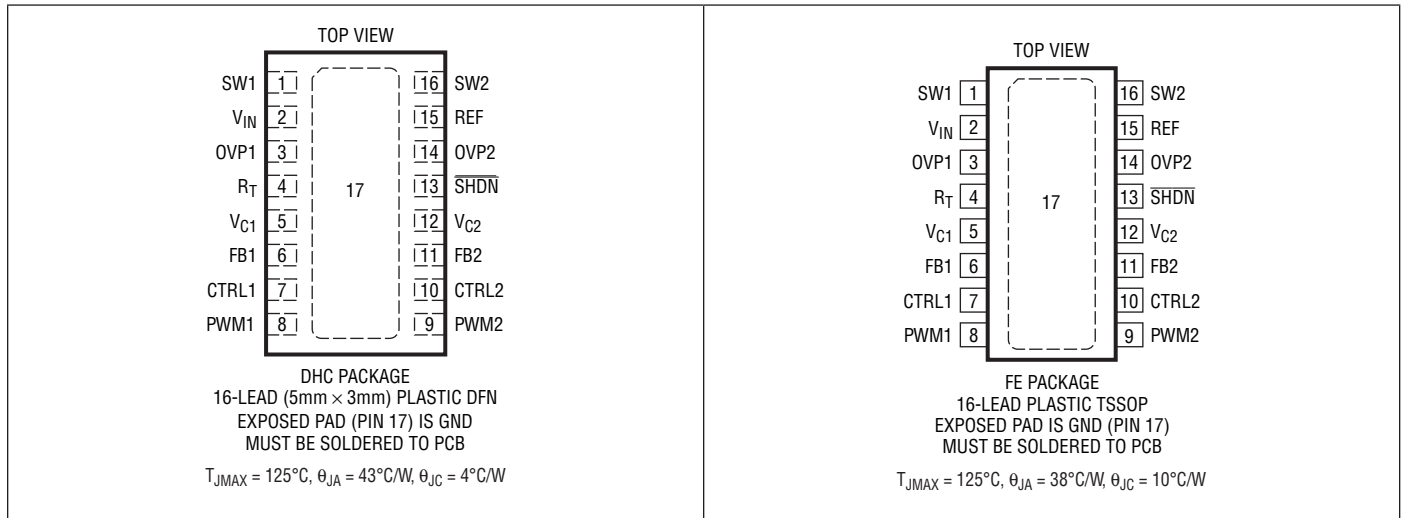 TOP VIEW
SW1 1 16 SW2
VIN 2 15 REF
OVP1 3 14 OVP2
RT 4 17 13 SHDN
VC1 5 12 VC2
FB1 6 11 FB2
CTRL1 7 10 CTRL2
PWM1 8 9 PWM2
DHC PACKAGE
16-LEAD (5mm × 3mm) PLASTIC DFN
EXPOSED PAD (PIN 17) IS GND
MUST BE SOLDERED TO PCB
TJMAX = 125°C, θJA = 43°C/W, θJC = 4°C/W
TOP VIEW
SW1 1 16 SW2
VIN 2 15 REF
OVP1 3 14 OVP2
RT 4 17 13 SHDN
VC1 5 12 VC2
FB1 6 11 FB2
CTRL1 7 10 CTRL2
PWM1 8 9 PWM2
FE PACKAGE
16-LEAD PLASTIC TSSOP
EXPOSED PAD IS GND (PIN 17)
MUST BE SOLDERED TO PCB
TJMAX = 125°C, θJA = 38°C/W, θJC = 10°C/W